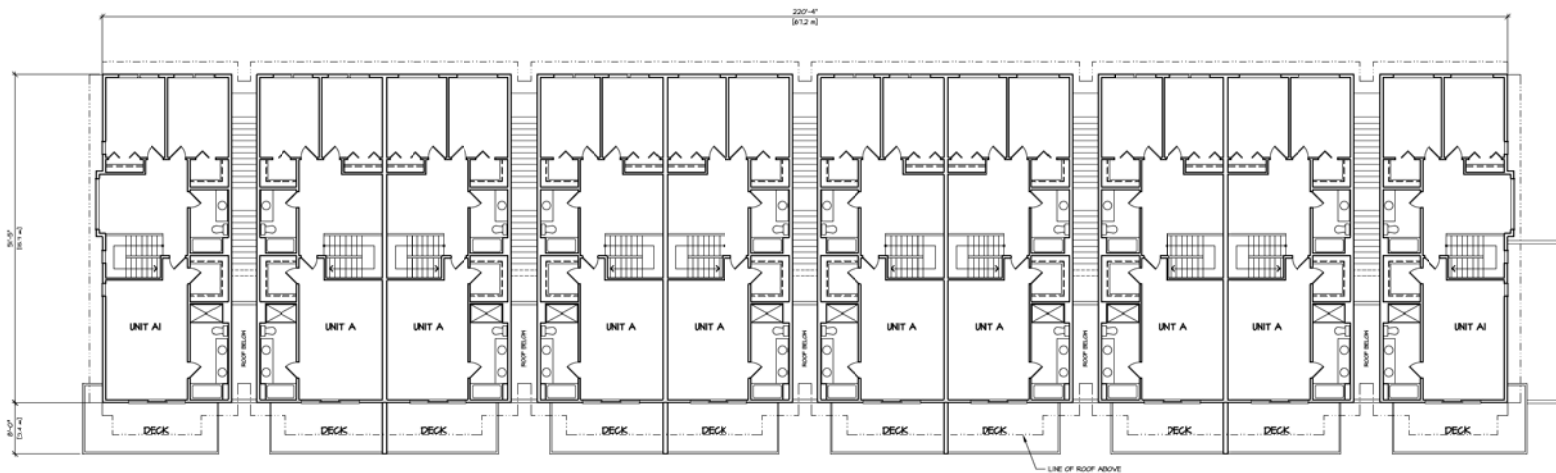 220'-4"
[67.2 m]
UNIT A1
UNIT A
UNIT A
UNIT A
UNIT A
UNIT A
UNIT A
UNIT A
UNIT A
UNIT A1
ROOF BELOW
ROOF BELOW
ROOF BELOW
ROOF BELOW
ROOF BELOW
DECK
DECK
DECK
DECK
DECK
DECK
DECK
DECK
DECK
DECK
LINE OF ROOF ABOVE